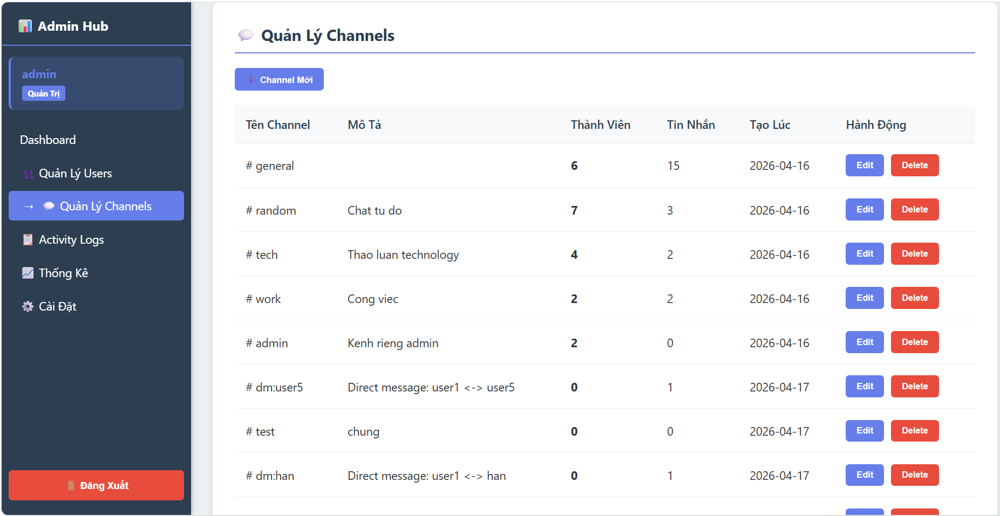 Admin Hub
admin
Quản Trị
Dashboard
Quản Lý Users
→ Quản Lý Channels
Activity Logs
Thống Kê
Cài Đặt
Đăng Xuất
Quản Lý Channels
Channel Mới
Tên Channel Mô Tả Thành Viên Tin Nhắn Tạo Lúc Hành Động
# general 6 15 2026-04-16 Edit Delete
# random Chat tu do 7 3 2026-04-16 Edit Delete
# tech Thao luan technology 4 2 2026-04-16 Edit Delete
# work Cong viec 2 2 2026-04-16 Edit Delete
# admin Kenh rieng admin 2 0 2026-04-16 Edit Delete
# dm:user5 Direct message: user1 <-> user5 0 1 2026-04-17 Edit Delete
# test chung 0 0 2026-04-17 Edit Delete
# dm:han Direct message: user1 <-> han 0 1 2026-04-17 Edit Delete